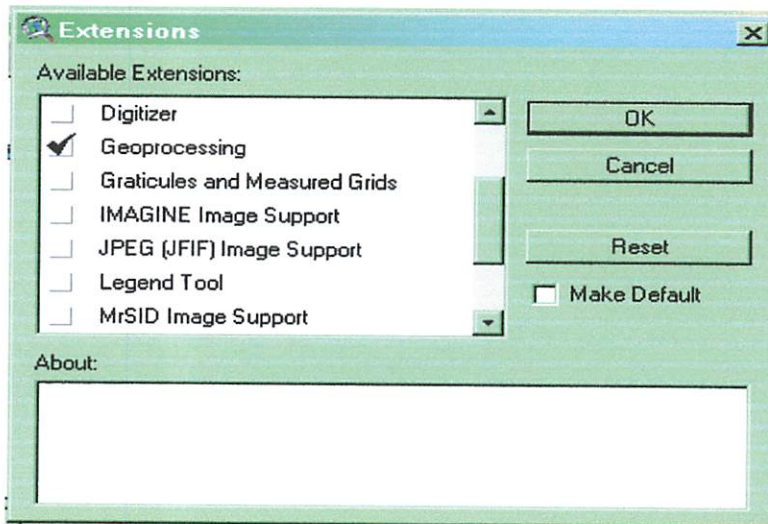 Extensions
Available Extensions:
Digitizer
Geoprocessing
Graticules and Measured Grids
IMAGINE Image Support
JPEG (JFIF) Image Support
Legend Tool
MrSID Image Support
OK
Cancel
Reset
Make Default
About: